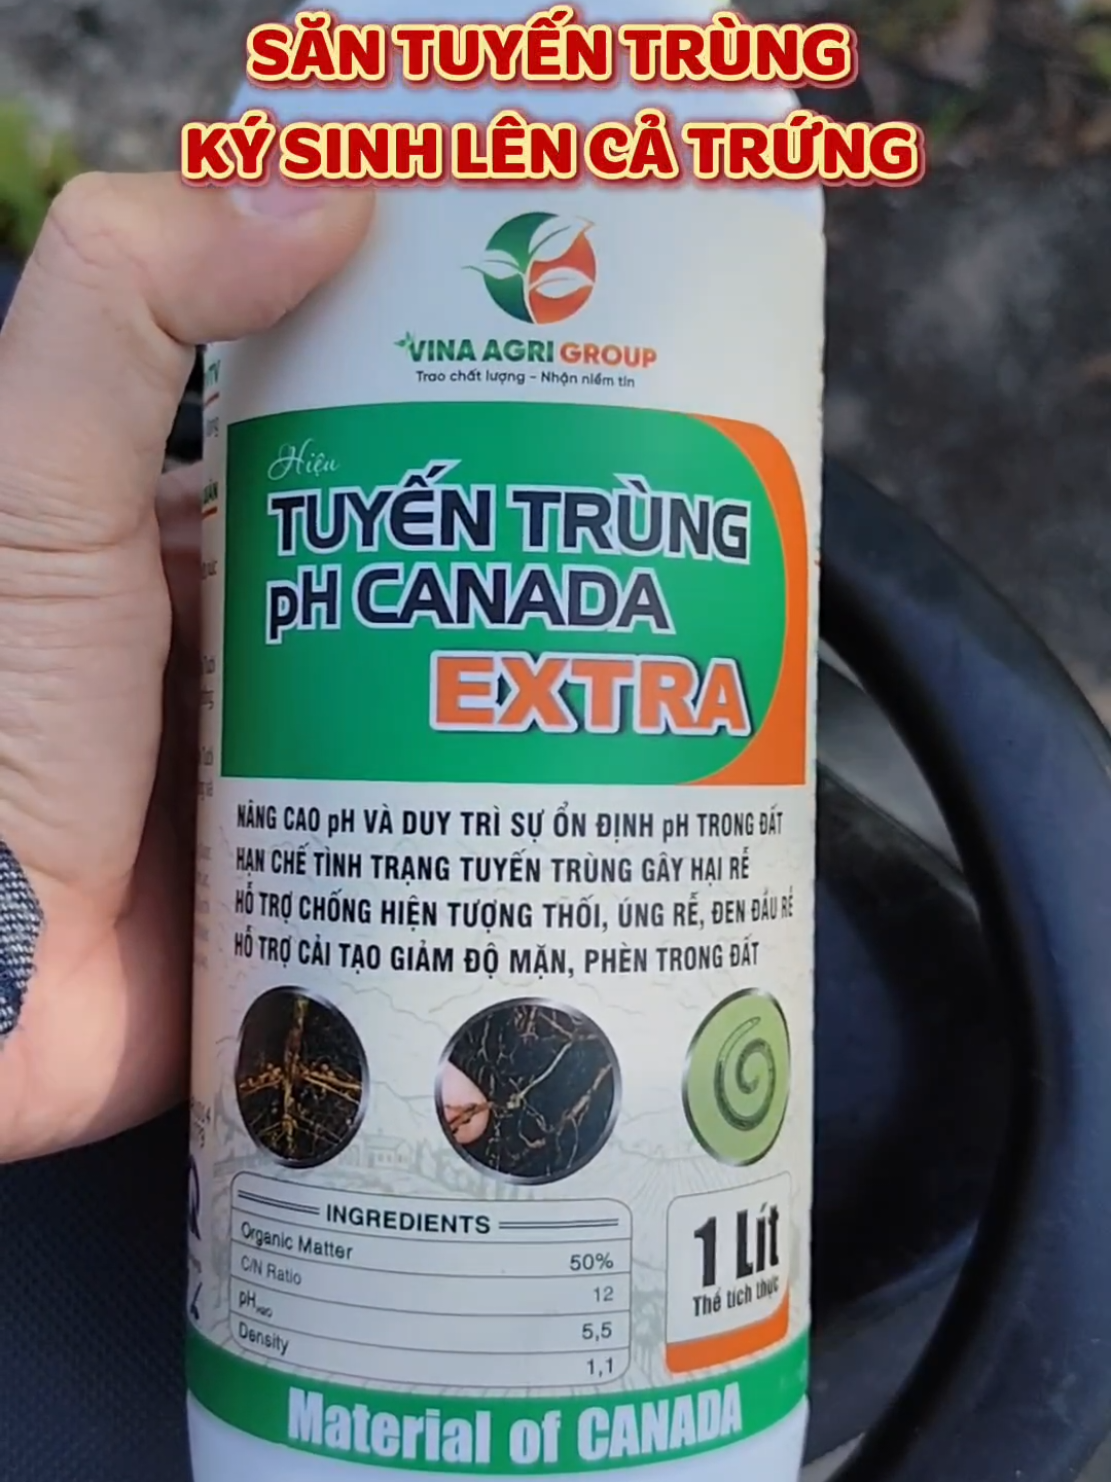 SĂN TUYẾN TRÙNG
KÝ SINH LÊN CẢ TRỨNG
VINA AGRI GROUP
Trao chất lượng - Nhận niềm tin
Hiệu
TUYẾN TRÙNG
pH CANADA
EXTRA
NÂNG CAO pH VÀ DUY TRÌ SỰ ỔN ĐỊNH pH TRONG ĐẤT
HẠN CHẾ TÌNH TRẠNG TUYẾN TRÙNG GÂY HẠI RỄ
HỖ TRỢ CHỐNG HIỆN TƯỢNG THỐI, ÚNG RỄ, ĐEN ĐẦU RỄ
HỖ TRỢ CẢI TẠO GIẢM ĐỘ MẶN, PHÈN TRONG ĐẤT
INGREDIENTS
Organic Matter 50%
C/N Ratio 12
pH 5,5
Density 1,1
1 Lít
Thể tích thực
Material of CANADA